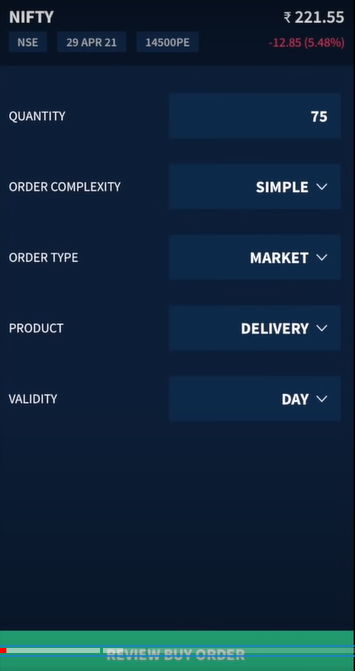 NIFTY ₹ 221.55
NSE 29 APR 21 14500PE -12.85 (5.48%)
QUANTITY 75
ORDER COMPLEXITY SIMPLE
ORDER TYPE MARKET
PRODUCT DELIVERY
VALIDITY DAY
REVIEW BUY ORDER